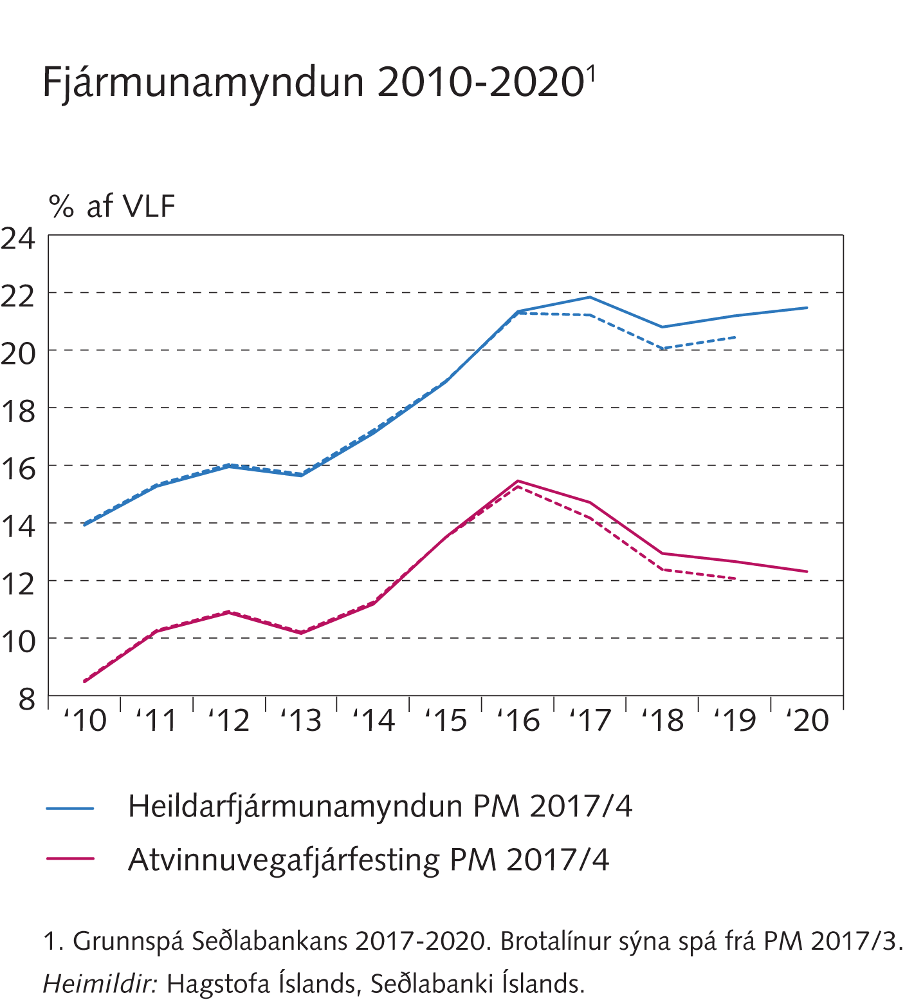 Fjármunamyndun 2010-2020¹
% af VLF
24
22
20
18
16
14
12
10
8
‘10 ‘11 ‘12 ‘13 ‘14 ‘15 ‘16 ‘17 ‘18 ‘19 ‘20
Heildarfjármunamyndun PM 2017/4
Atvinnuvegafjárfesting PM 2017/4
1. Grunnspá Seðlabankans 2017-2020. Brotalínur sýna spá frá PM 2017/3.
Heimildir: Hagstofa Íslands, Seðlabanki Íslands.